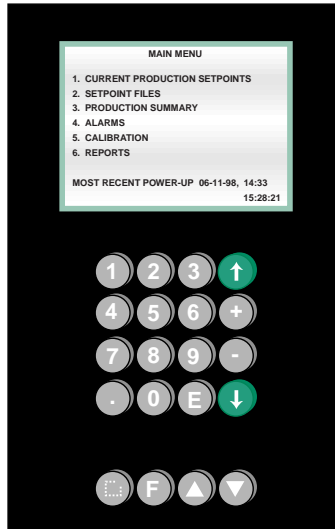 MAIN MENU
1. CURRENT PRODUCTION SETPOINTS
2. SETPOINT FILES
3. PRODUCTION SUMMARY
4. ALARMS
5. CALIBRATION
6. REPORTS
MOST RECENT POWER-UP 06-11-98, 14:33
15:28:21
1 2 3 ↑
4 5 6 +
7 8 9 -
. 0 E ↓
F ▲ ▼